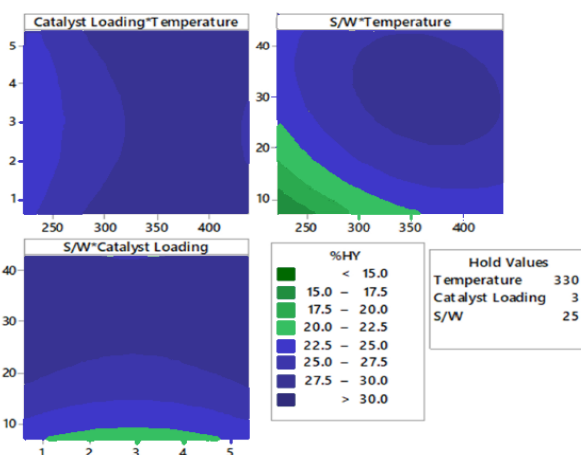 Catalyst Loading*Temperature
5
4
3
2
1
250 300 350 400
S/W*Temperature
40
30
20
10
250 300 350 400
S/W*Catalyst Loading
40
30
20
10
1 2 3 4 5
%HY
< 15.0
15.0 – 17.5
17.5 – 20.0
20.0 – 22.5
22.5 – 25.0
25.0 – 27.5
27.5 – 30.0
> 30.0
Hold Values
Temperature 330
Catalyst Loading 3
S/W 25